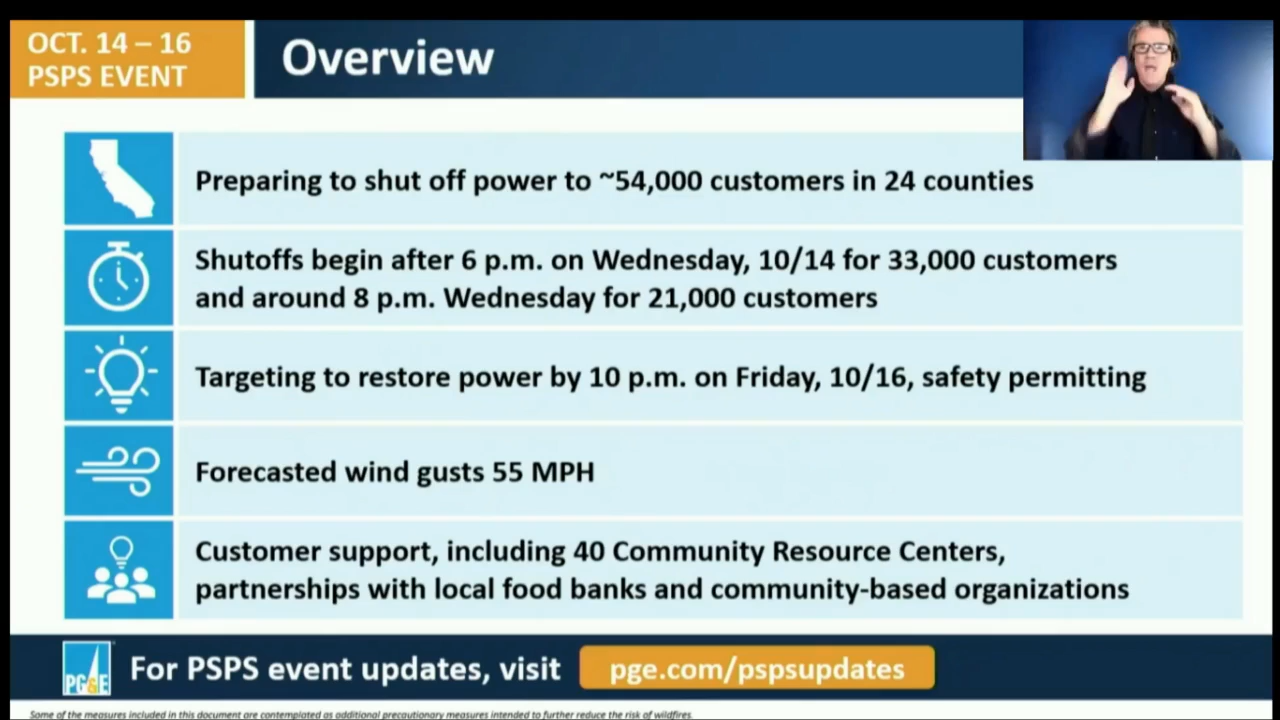 OCT. 14 – 16
PSPS EVENT
Overview
Preparing to shut off power to ~54,000 customers in 24 counties
Shutoffs begin after 6 p.m. on Wednesday, 10/14 for 33,000 customers
and around 8 p.m. Wednesday for 21,000 customers
Targeting to restore power by 10 p.m. on Friday, 10/16, safety permitting
Forecasted wind gusts 55 MPH
Customer support, including 40 Community Resource Centers,
partnerships with local food banks and community-based organizations
PG&E
For PSPS event updates, visit
pge.com/pspsupdates
Some of the measures included in this document are contemplated as additional precautionary measures intended to further reduce the risk of wildfires.